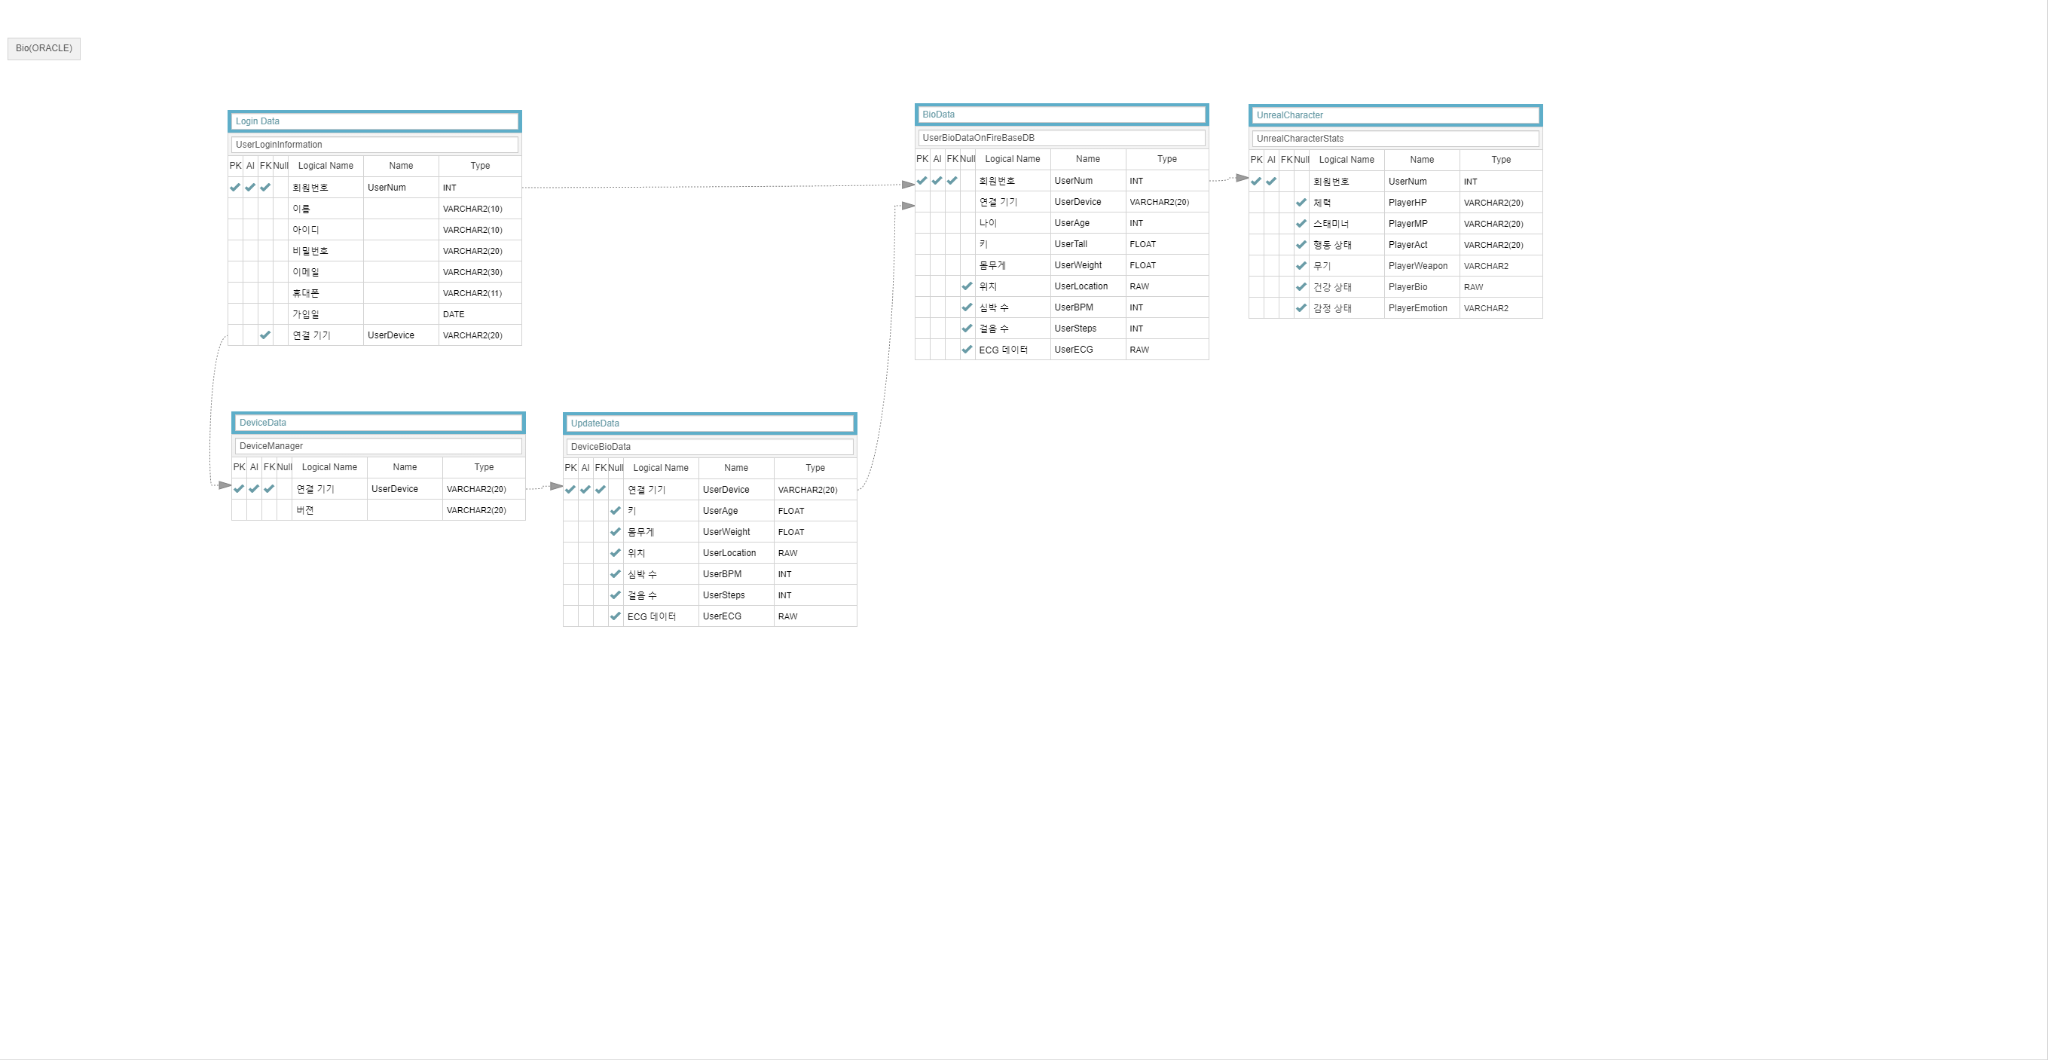 Bio(ORACLE)
Login Data
UserLoginInformation
PK AI FK Null Logical Name Name Type
회원번호 UserNum INT
이름 VARCHAR2(10)
아이디 VARCHAR2(10)
비밀번호 VARCHAR2(20)
이메일 VARCHAR2(30)
휴대폰 VARCHAR2(11)
가입일 DATE
연결 기기 UserDevice VARCHAR2(20)
BioData
UserBioDataOnFireBaseDB
PK AI FK Null Logical Name Name Type
회원번호 UserNum INT
연결 기기 UserDevice VARCHAR2(20)
나이 UserAge INT
키 UserTall FLOAT
몸무게 UserWeight FLOAT
위치 UserLocation RAW
심박 수 UserBPM INT
걸음 수 UserSteps INT
ECG 데이터 UserECG RAW
UnrealCharacter
UnrealCharacterStats
PK AI FK Null Logical Name Name Type
회원번호 UserNum INT
체력 PlayerHP VARCHAR2(20)
스태미너 PlayerMP VARCHAR2(20)
행동 상태 PlayerAct VARCHAR2(20)
무기 PlayerWeapon VARCHAR2
건강 상태 PlayerBio RAW
감정 상태 PlayerEmotion VARCHAR2
DeviceData
DeviceManager
PK AI FK Null Logical Name Name Type
연결 기기 UserDevice VARCHAR2(20)
버젼 VARCHAR2(20)
UpdateData
DeviceBioData
PK AI FK Null Logical Name Name Type
연결 기기 UserDevice VARCHAR2(20)
키 UserAge FLOAT
몸무게 UserWeight FLOAT
위치 UserLocation RAW
심박 수 UserBPM INT
걸음 수 UserSteps INT
ECG 데이터 UserECG RAW